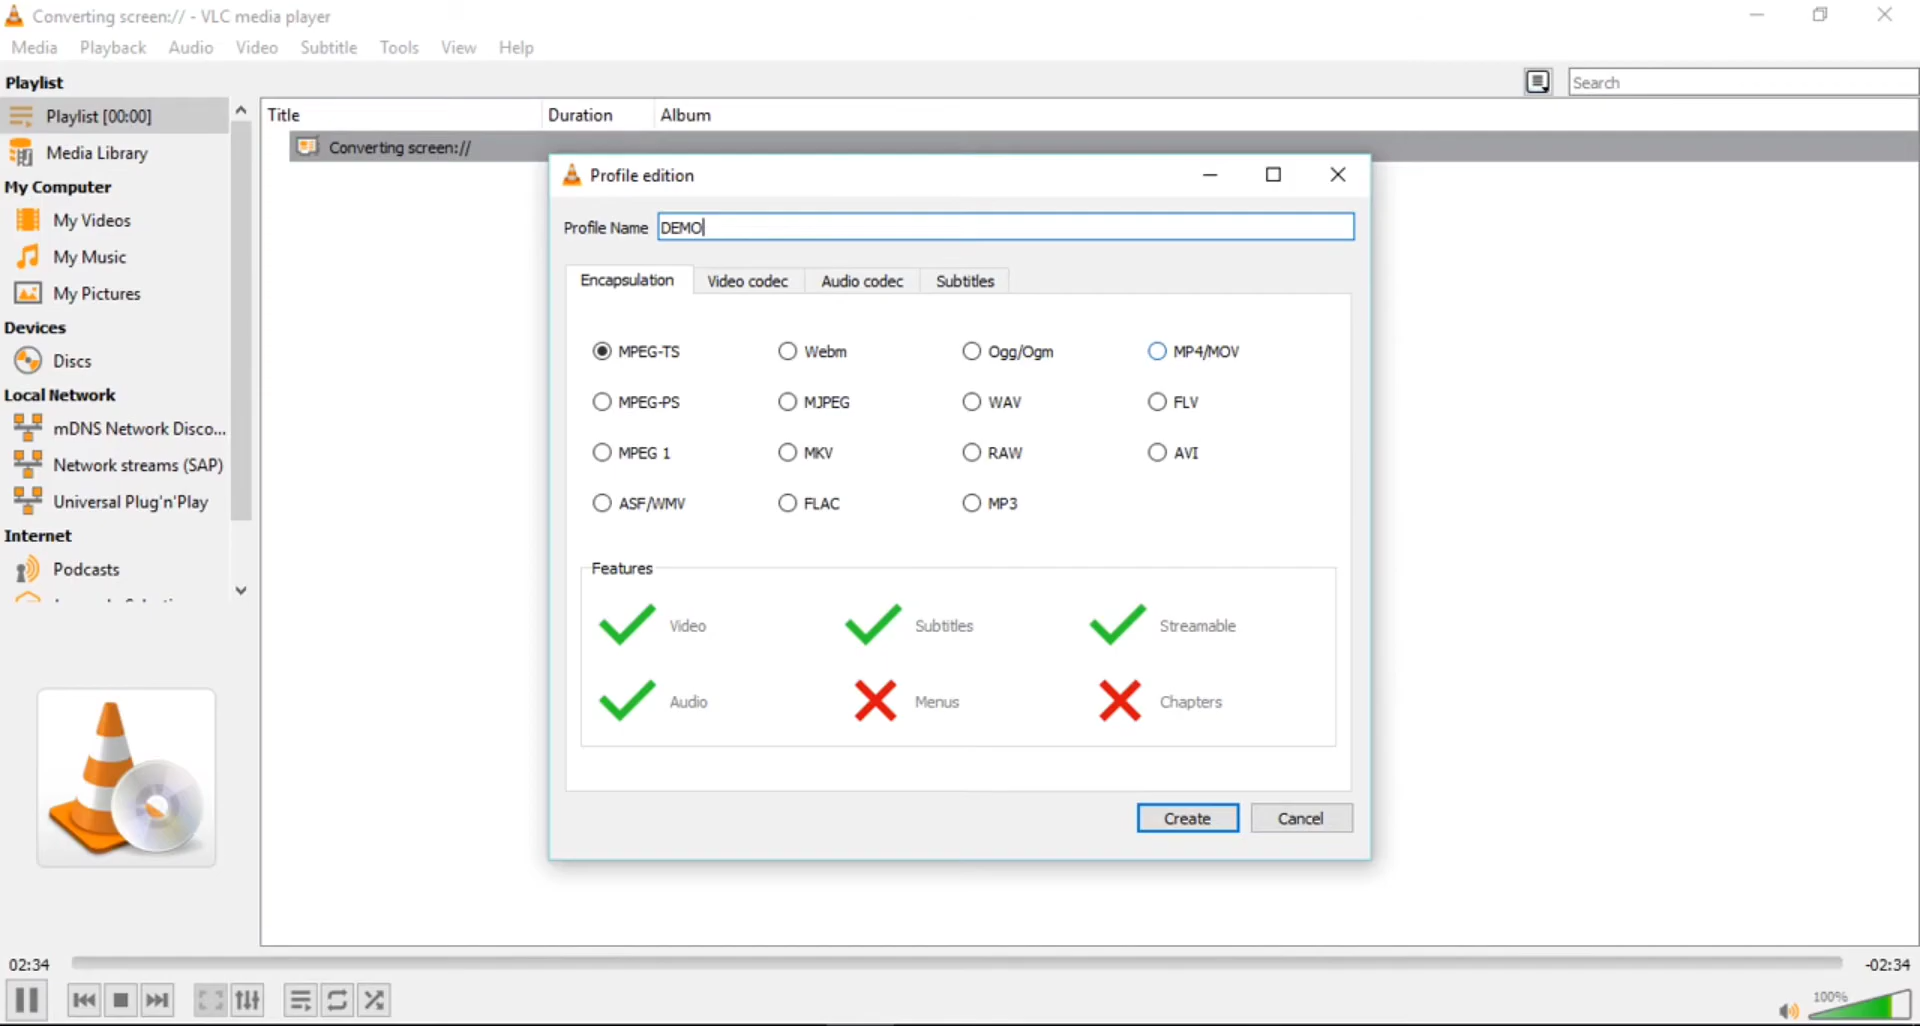 Converting screen:// - VLC media player
Media Playback Audio Video Subtitle Tools View Help
Playlist
Search
Playlist [00:00]
Media Library
My Computer
My Videos
My Music
My Pictures
Devices
Discs
Local Network
mDNS Network Disco...
Network streams (SAP)
Universal Plug'n'Play
Internet
Podcasts
Title Duration Album
Converting screen://
Profile edition
Profile Name DEMO
Encapsulation Video codec Audio codec Subtitles
MPEG-TS Webm Ogg/Ogm MP4/MOV
MPEG-PS MJPEG WAV FLV
MPEG 1 MKV RAW AVI
ASF/WMV FLAC MP3
Features
Video Subtitles Streamable
Audio Menus Chapters
Create Cancel
02:34 -02:34
100%